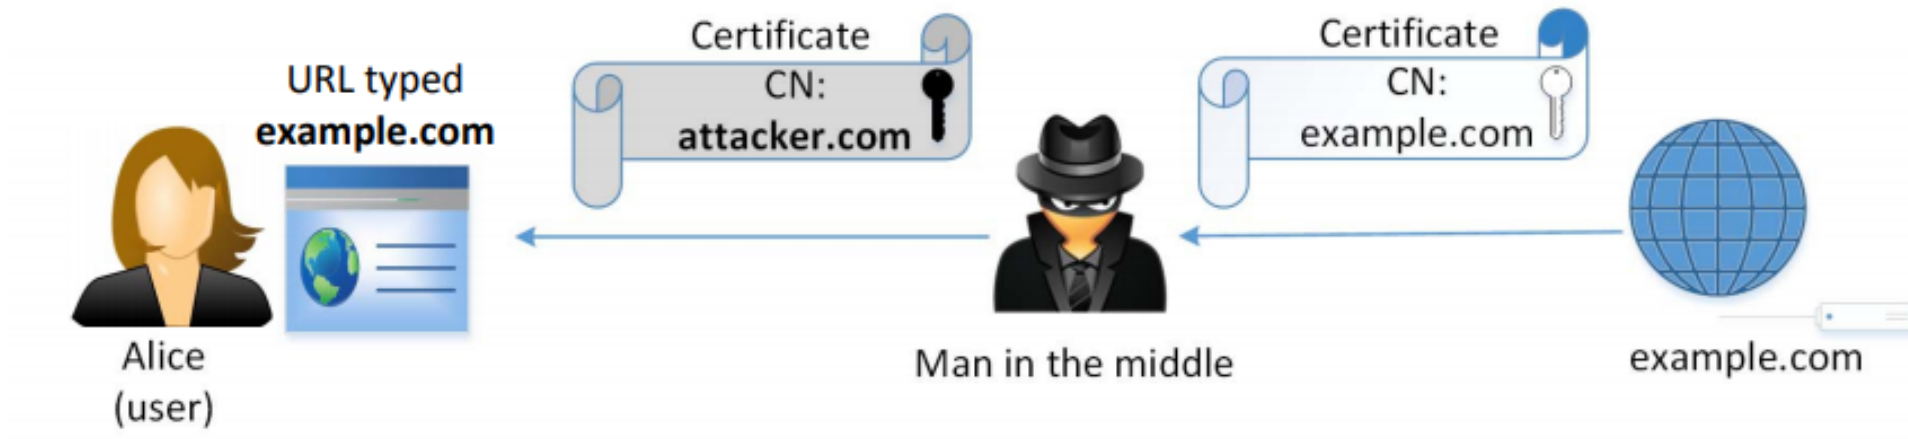 URL typed
example.com
Certificate
CN:
attacker.com
Certificate
CN:
example.com
Alice
(user)
Man in the middle
example.com